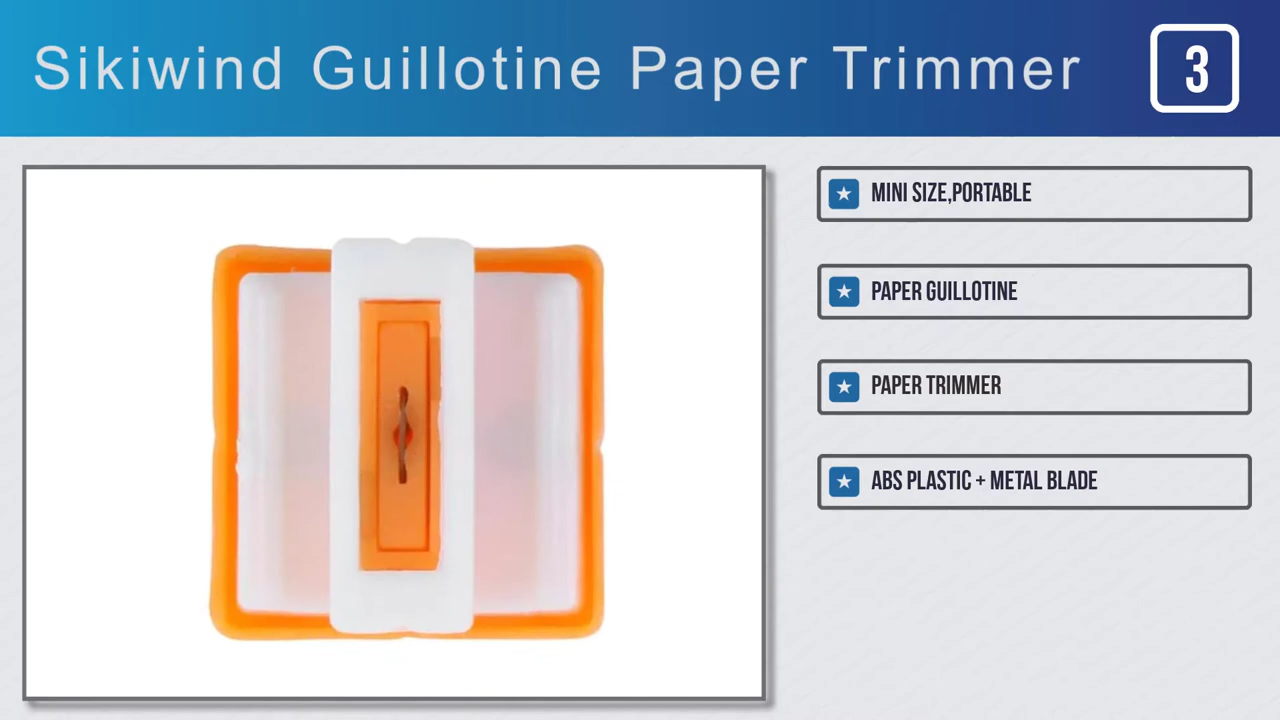 Sikiwind Guillotine Paper Trimmer
3
MINI SIZE,PORTABLE
PAPER GUILLOTINE
PAPER TRIMMER
ABS PLASTIC + METAL BLADE